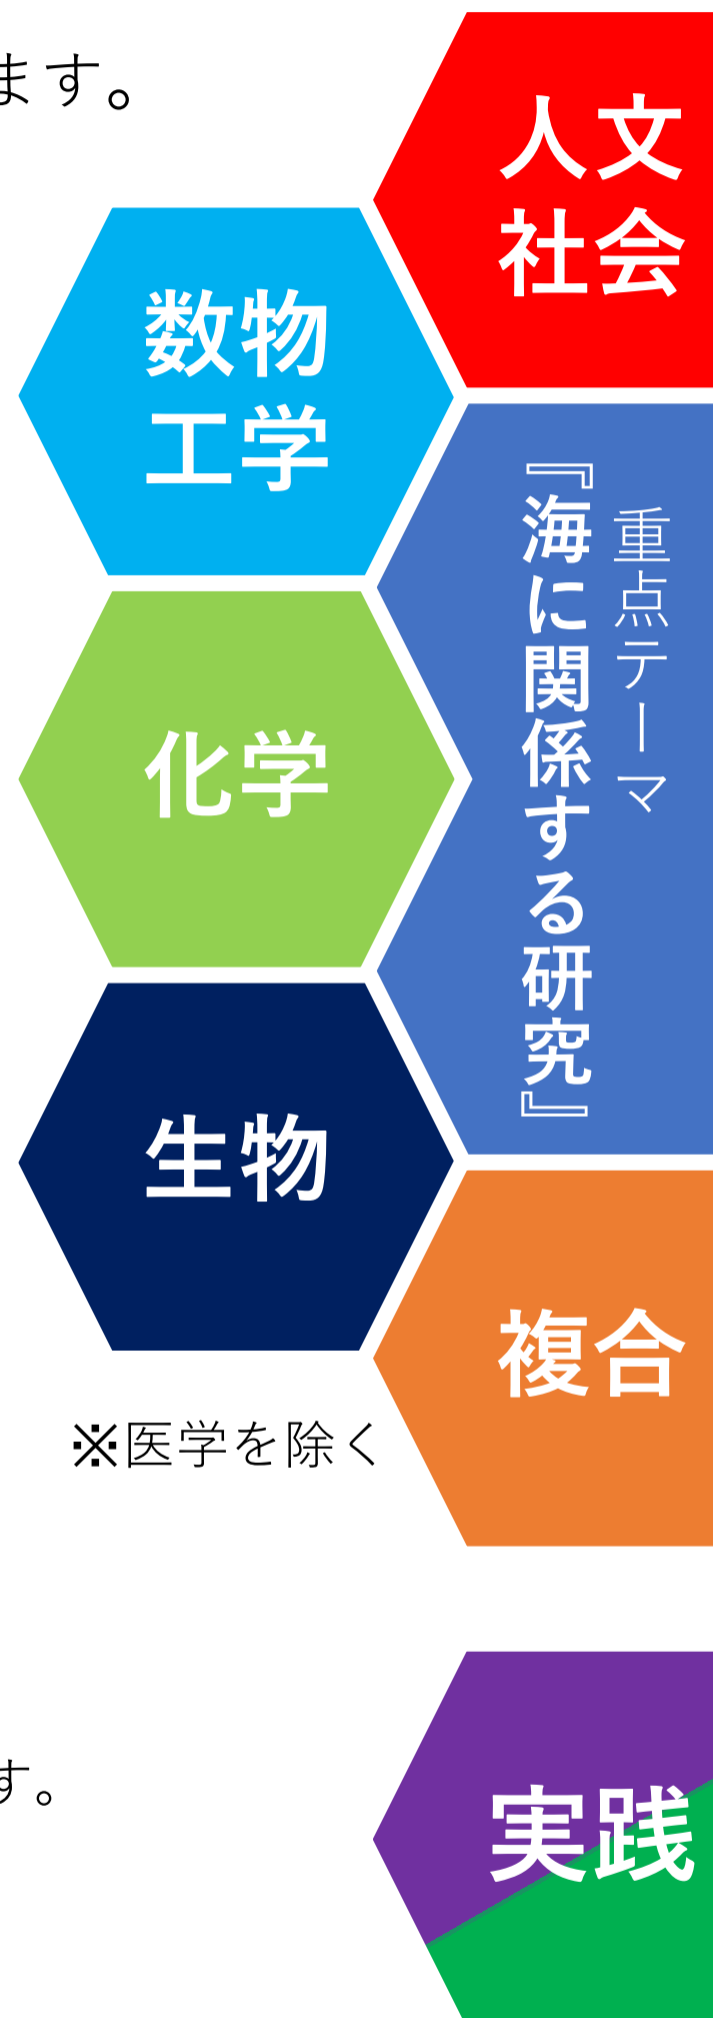 ます。
人文
社会
数物
工学
重点テーマ
『海に関係する研究』
化学
生物
複合
※医学を除く
す。
実践